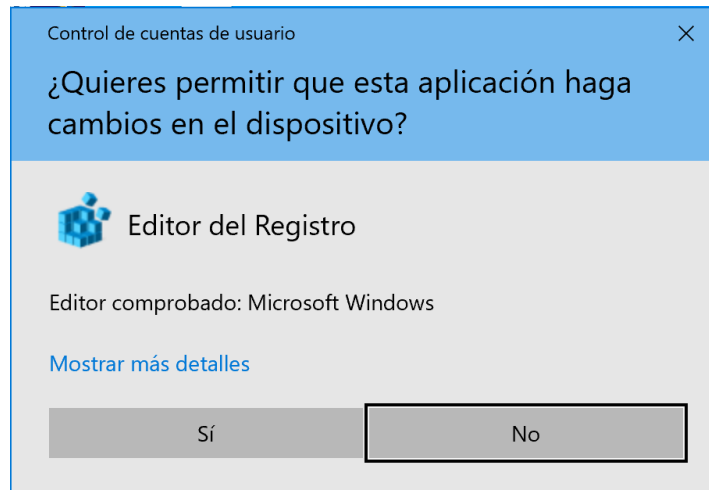 Control de cuentas de usuario
¿Quieres permitir que esta aplicación haga
cambios en el dispositivo?
Editor del Registro
Editor comprobado: Microsoft Windows
Mostrar más detalles
Sí
No